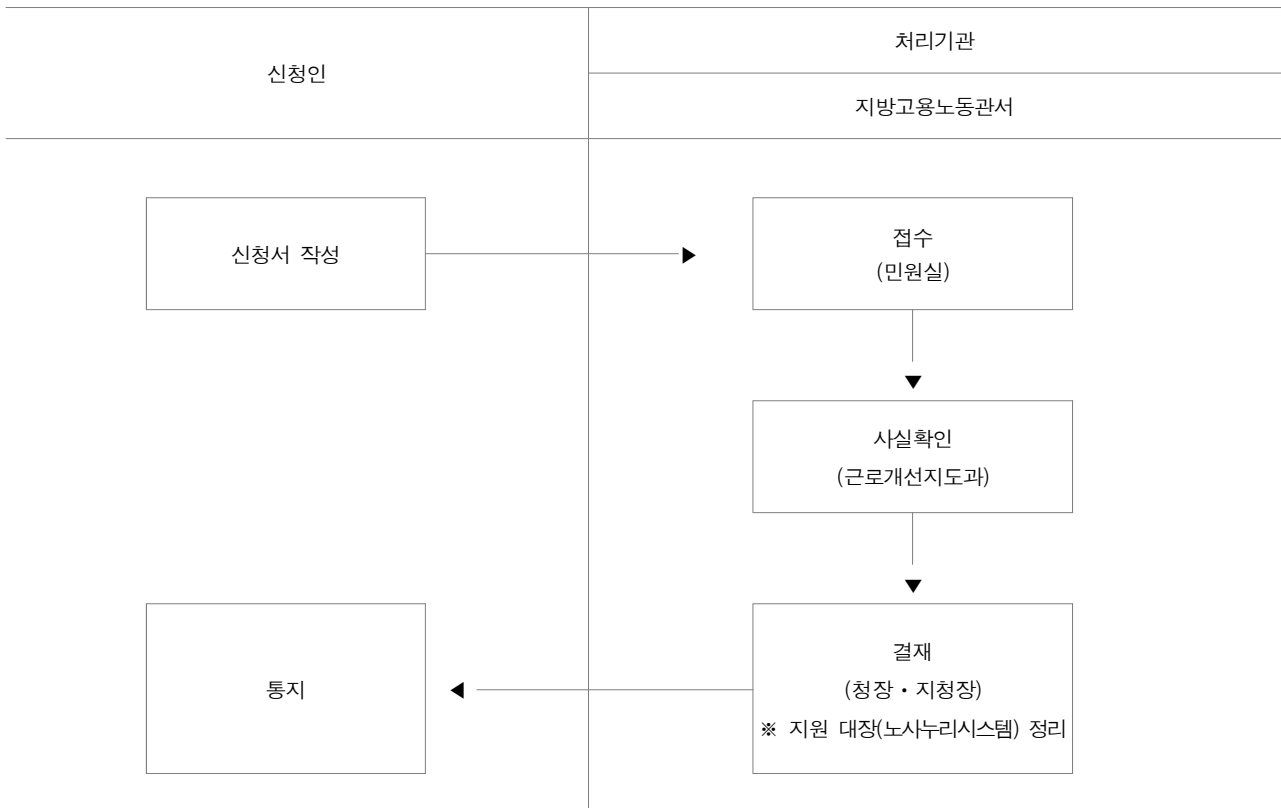 신청인
처리기관
지방고용노동관서
신청서 작성
접수
(민원실)
사실확인
(근로개선지도과)
결재
(청장・지청장)
※ 지원 대장(노사누리시스템) 정리
통지